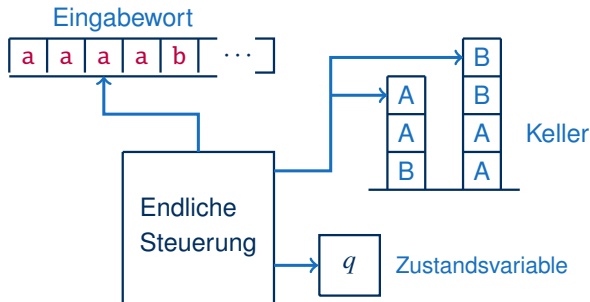 Eingabewort
a a a a b ···
B
A B
A A Keller
B A
Endliche
Steuerung
q Zustandsvariable